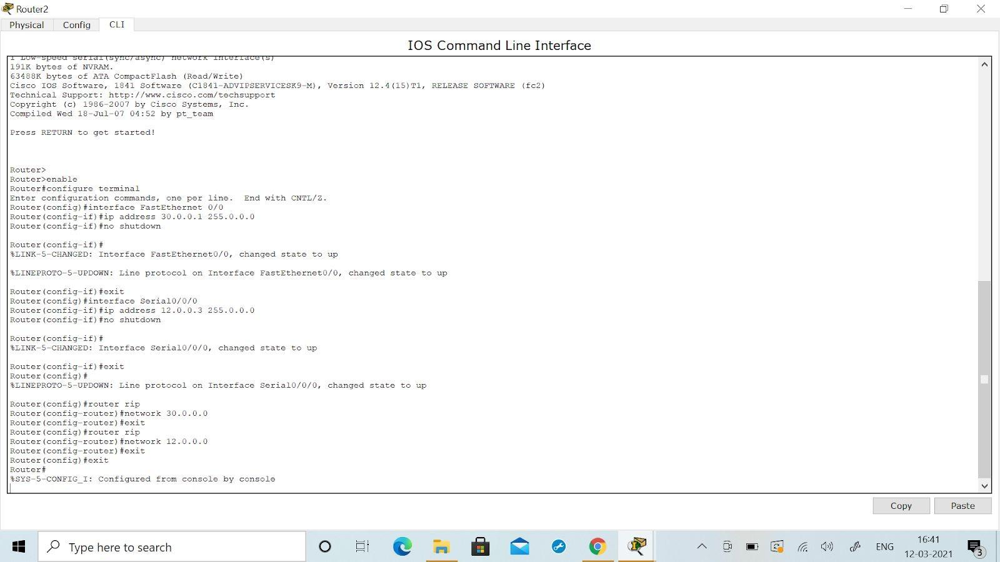 Router2
Physical Config CLI
IOS Command Line Interface
1 Low-speed serial(sync/async) network interface(s)
191K bytes of NVRAM.
63488K bytes of ATA CompactFlash (Read/Write)
Cisco IOS Software, 1841 Software (C1841-ADVIPSERVICESK9-M), Version 12.4(15)T1, RELEASE SOFTWARE (fc2)
Technical Support: http://www.cisco.com/techsupport
Copyright (c) 1986-2007 by Cisco Systems, Inc.
Compiled Wed 18-Jul-07 04:52 by pt_team
Press RETURN to get started!
Router>
Router>enable
Router#configure terminal
Enter configuration commands, one per line.  End with CNTL/Z.
Router(config)#interface FastEthernet 0/0
Router(config-if)#ip address 30.0.0.1 255.0.0.0
Router(config-if)#no shutdown
Router(config-if)#
%LINK-5-CHANGED: Interface FastEthernet0/0, changed state to up
%LINEPROTO-5-UPDOWN: Line protocol on Interface FastEthernet0/0, changed state to up
Router(config-if)#exit
Router(config)#interface Serial0/0/0
Router(config-if)#ip address 12.0.0.3 255.0.0.0
Router(config-if)#no shutdown
Router(config-if)#
%LINK-5-CHANGED: Interface Serial0/0/0, changed state to up
Router(config-if)#exit
Router(config)#
%LINEPROTO-5-UPDOWN: Line protocol on Interface Serial0/0/0, changed state to up
Router(config)#router rip
Router(config-router)#network 30.0.0.0
Router(config-router)#exit
Router(config)#router rip
Router(config-router)#network 12.0.0.0
Router(config-router)#exit
Router(config)#exit
Router#
%SYS-5-CONFIG_I: Configured from console by console
Copy Paste
Type here to search
ENG
16:41
12-03-2021
3